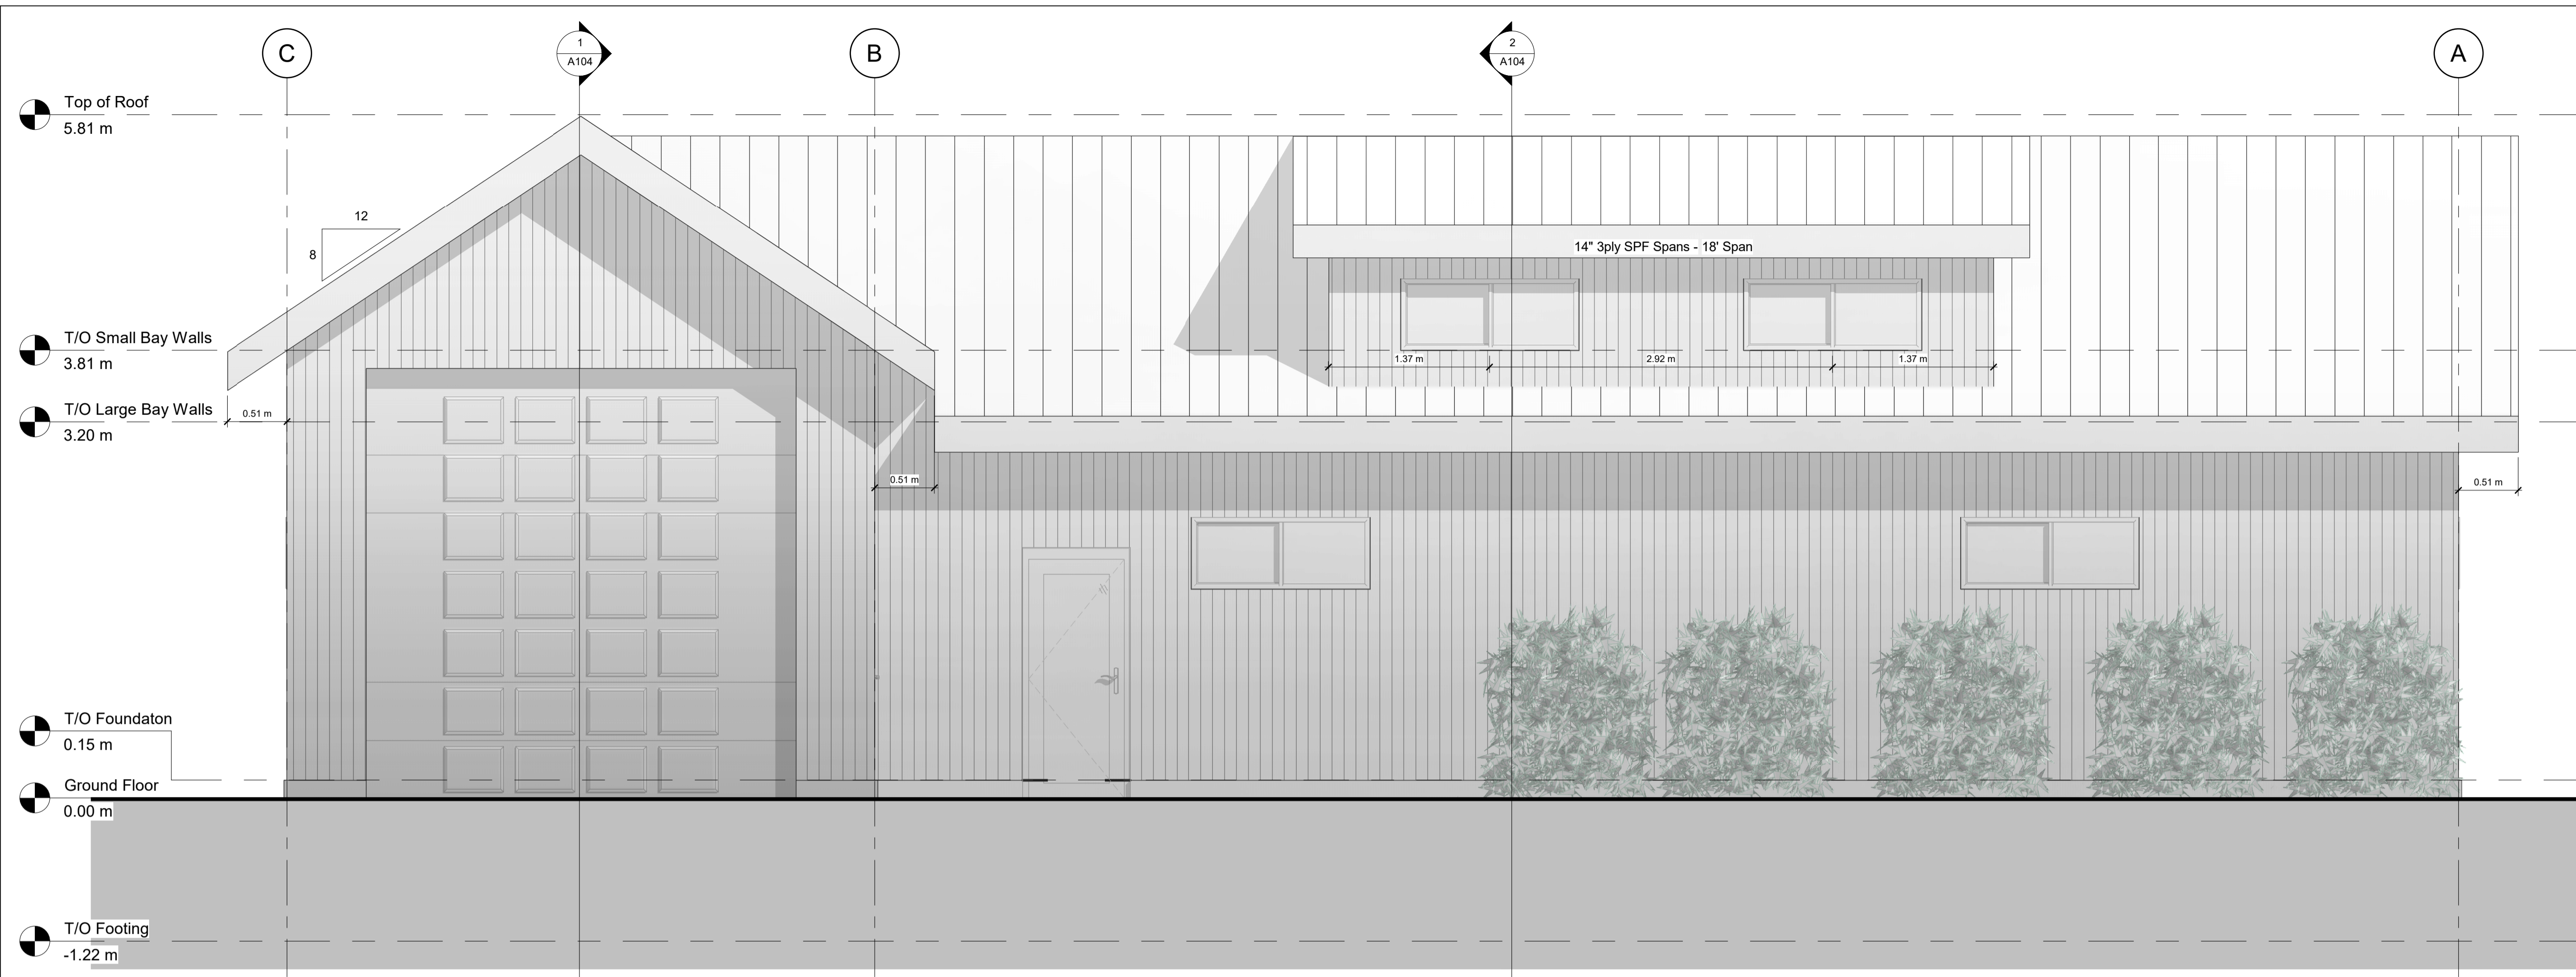 C
1
A104
B
2
A104
A
Top of Roof
5.81 m
12
8
14" 3ply SPF Spans - 18' Span
T/O Small Bay Walls
3.81 m
1.37 m
2.92 m
1.37 m
T/O Large Bay Walls
3.20 m
0.51 m
0.51 m
0.51 m
T/O Foundaton
0.15 m
Ground Floor
0.00 m
T/O Footing
-1.22 m